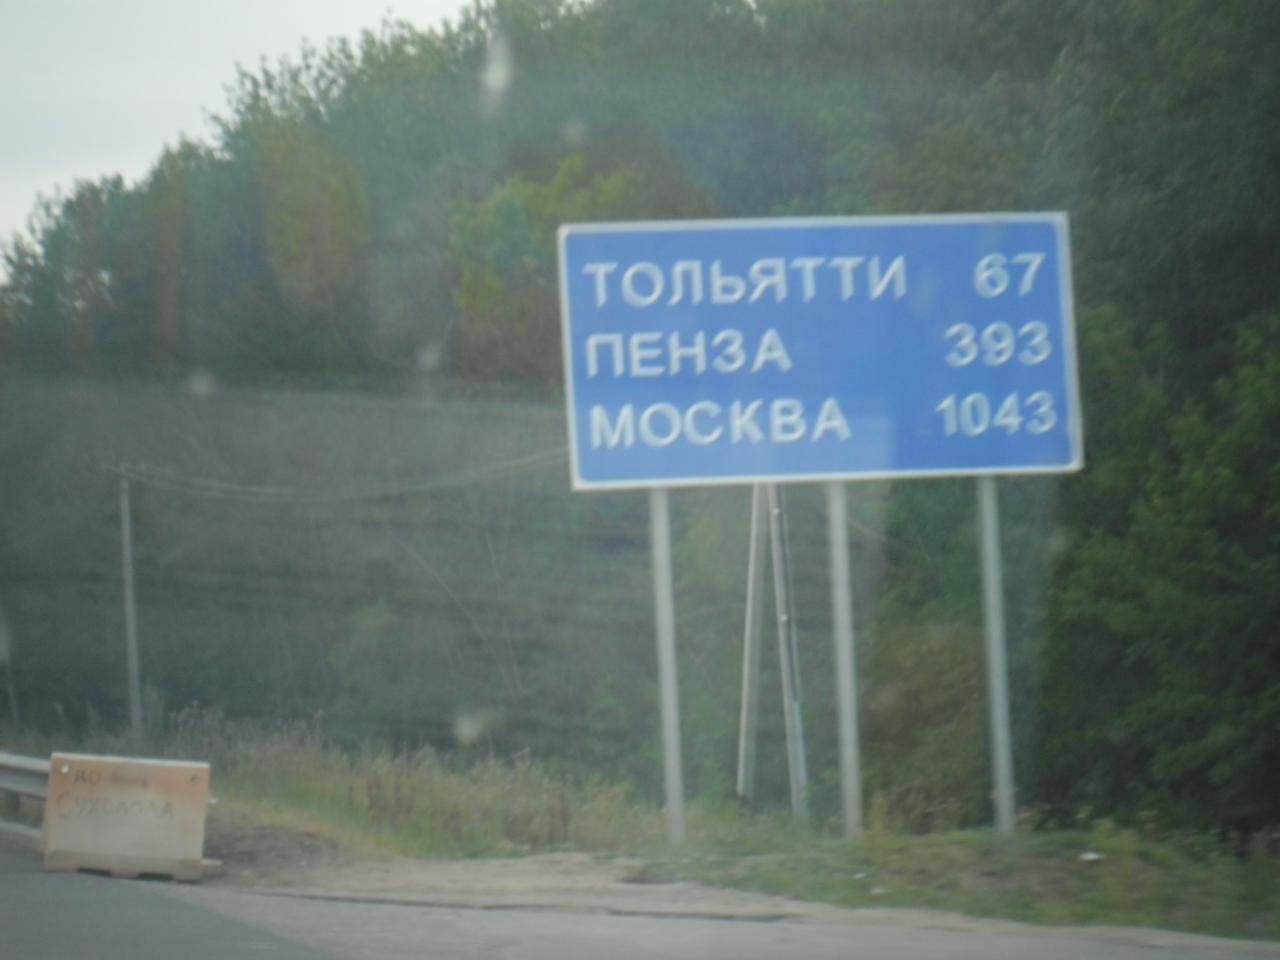 ТОЛЬЯТТИ 67
ПЕНЗА 393
МОСКВА 1043